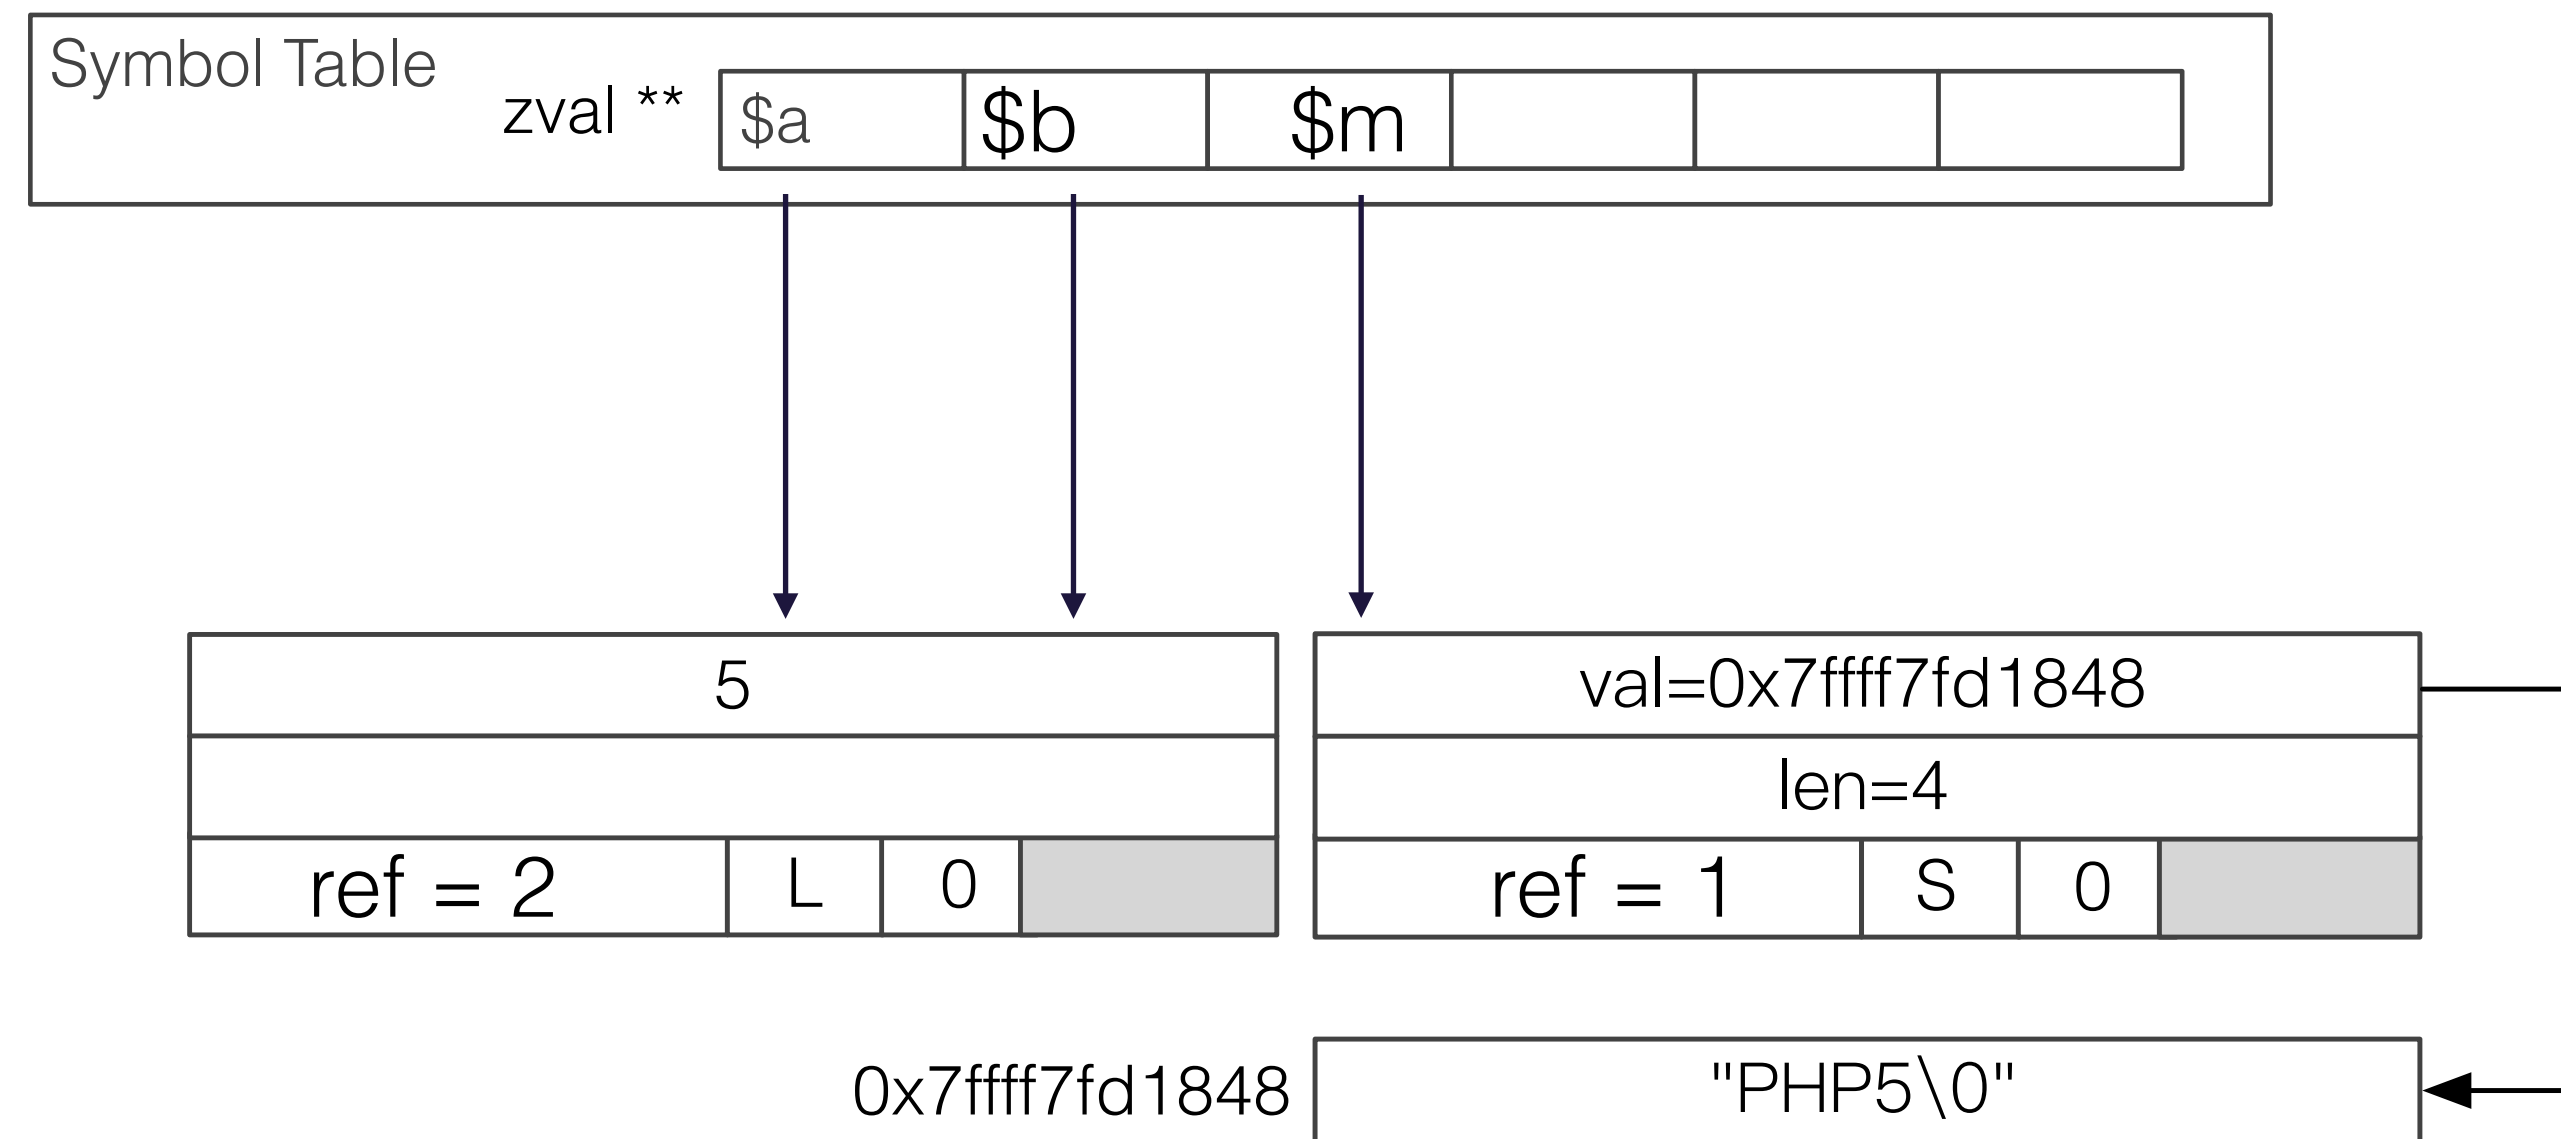 Symbol Table
zval **
$a $b $m
5
val=0x7ffff7fd1848
len=4
ref = 2 L 0
ref = 1 S 0
0x7ffff7fd1848
"PHP5\0"